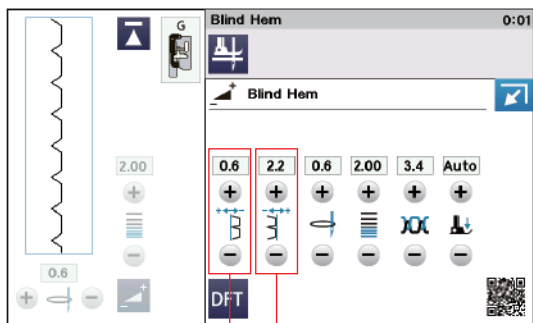 G
2.00
0.6
Blind Hem 0:01
Blind Hem
0.6 2.2 0.6 2.00 3.4 Auto
DFT